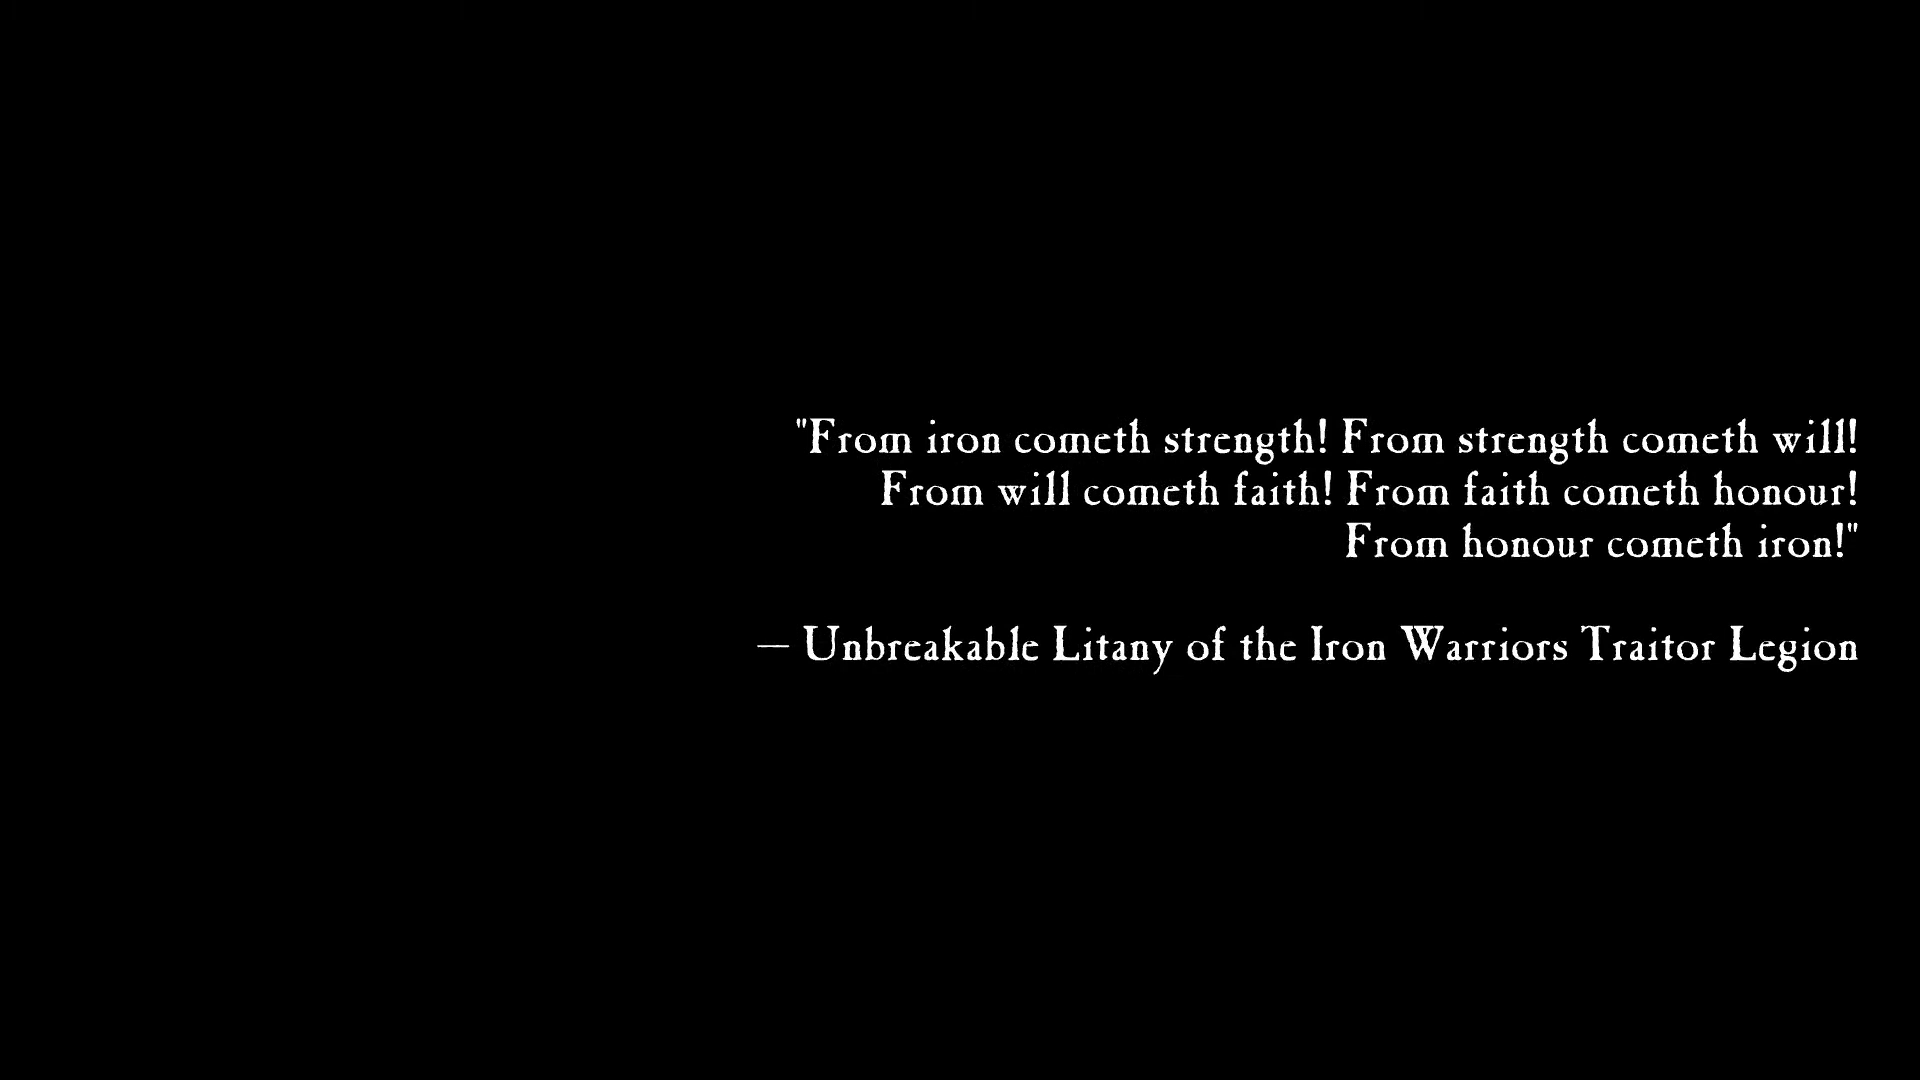 "From iron cometh strength! From strength cometh will!
From will cometh faith! From faith cometh honour!
From honour cometh iron!"
— Unbreakable Litany of the Iron Warriors Traitor Legion